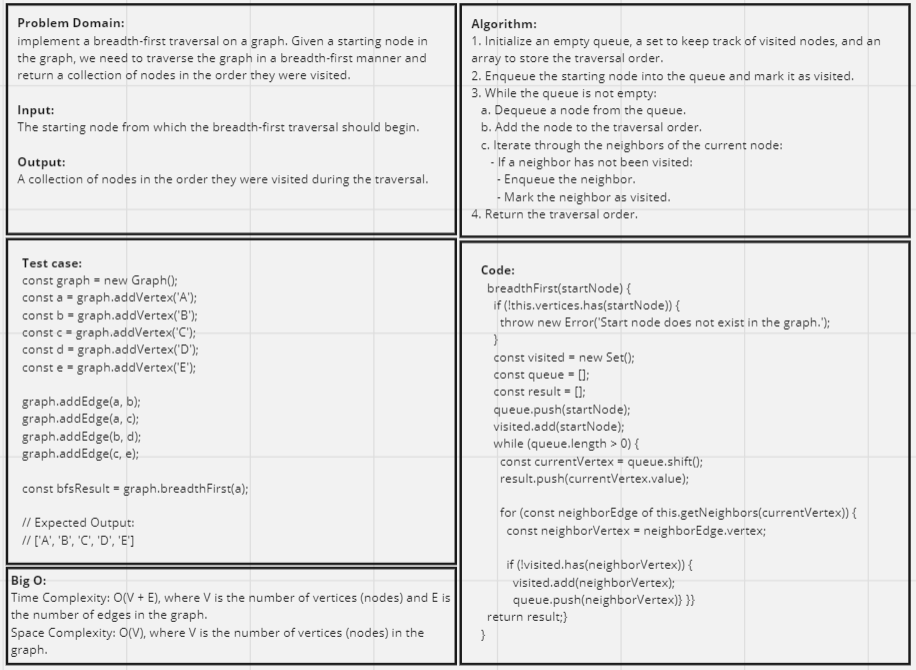 Problem Domain:
implement a breadth-first traversal on a graph. Given a starting node in
the graph, we need to traverse the graph in a breadth-first manner and
return a collection of nodes in the order they were visited.
Input:
The starting node from which the breadth-first traversal should begin.
Output:
A collection of nodes in the order they were visited during the traversal.
Algorithm:
1. Initialize an empty queue, a set to keep track of visited nodes, and an
array to store the traversal order.
2. Enqueue the starting node into the queue and mark it as visited.
3. While the queue is not empty:
a. Dequeue a node from the queue.
b. Add the node to the traversal order.
c. Iterate through the neighbors of the current node:
- If a neighbor has not been visited:
- Enqueue the neighbor.
- Mark the neighbor as visited.
4. Return the traversal order.
Test case:
const graph = new Graph();
const a = graph.addVertex('A');
const b = graph.addVertex('B');
const c = graph.addVertex('C');
const d = graph.addVertex('D');
const e = graph.addVertex('E');
graph.addEdge(a, b);
graph.addEdge(a, c);
graph.addEdge(b, d);
graph.addEdge(c, e);
const bfsResult = graph.breadthFirst(a);
// Expected Output:
// ['A', 'B', 'C', 'D', 'E']
Big O:
Time Complexity: O(V + E), where V is the number of vertices (nodes) and E is
the number of edges in the graph.
Space Complexity: O(V), where V is the number of vertices (nodes) in the
graph.
Code:
breadthFirst(startNode) {
if (!this.vertices.has(startNode)) {
throw new Error('Start node does not exist in the graph.');
}
const visited = new Set();
const queue = [];
const result = [];
queue.push(startNode);
visited.add(startNode);
while (queue.length > 0) {
const currentVertex = queue.shift();
result.push(currentVertex.value);
for (const neighborEdge of this.getNeighbors(currentVertex)) {
const neighborVertex = neighborEdge.vertex;
if (!visited.has(neighborVertex)) {
visited.add(neighborVertex);
queue.push(neighborVertex)} }}
return result;}
}